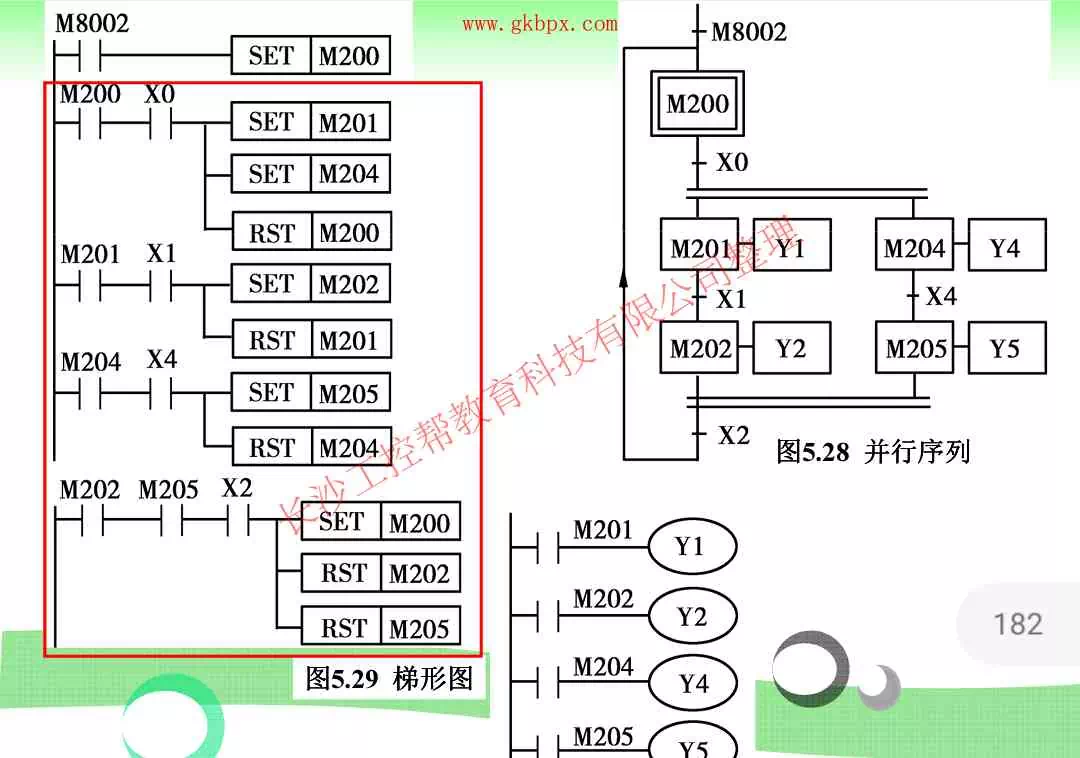 www.gkbpx.com
M8002
SET M200
M200 X0
SET M201
SET M204
RST M200
M201 X1
SET M202
RST M201
M204 X4
SET M205
RST M204
M202 M205 X2
SET M200
RST M202
RST M205
图5.29 梯形图
M8002
M200
X0
M201 Y1 M204 Y4
X1 X4
M202 Y2 M205 Y5
X2
图5.28 并行序列
M201
Y1
M202
Y2
M204
Y4
M205
Y5
长沙工控帮教育科技有限公司整理
182